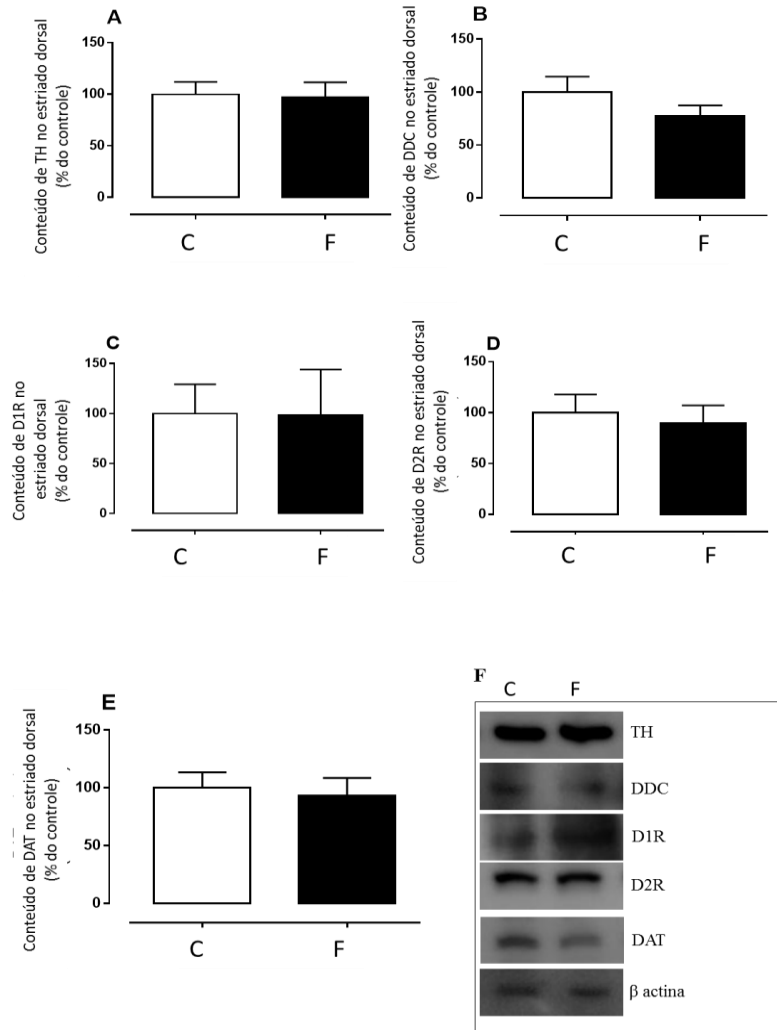 A
Conteúdo de TH no estriado dorsal
(% do controle)
150
100
50
0
C F
B
Conteúdo de DDC no estriado dorsal
(% do controle)
150
100
50
0
C F
C
Conteúdo de D1R no
estriado dorsal
(% do controle)
150
100
50
0
C F
D
Conteúdo de D2R no estriado dorsal
(% do controle)
150
100
50
0
C F
E
Conteúdo de DAT no estriado dorsal
(% do controle)
150
100
50
0
C F
F
C F
TH
DDC
D1R
D2R
DAT
β actina